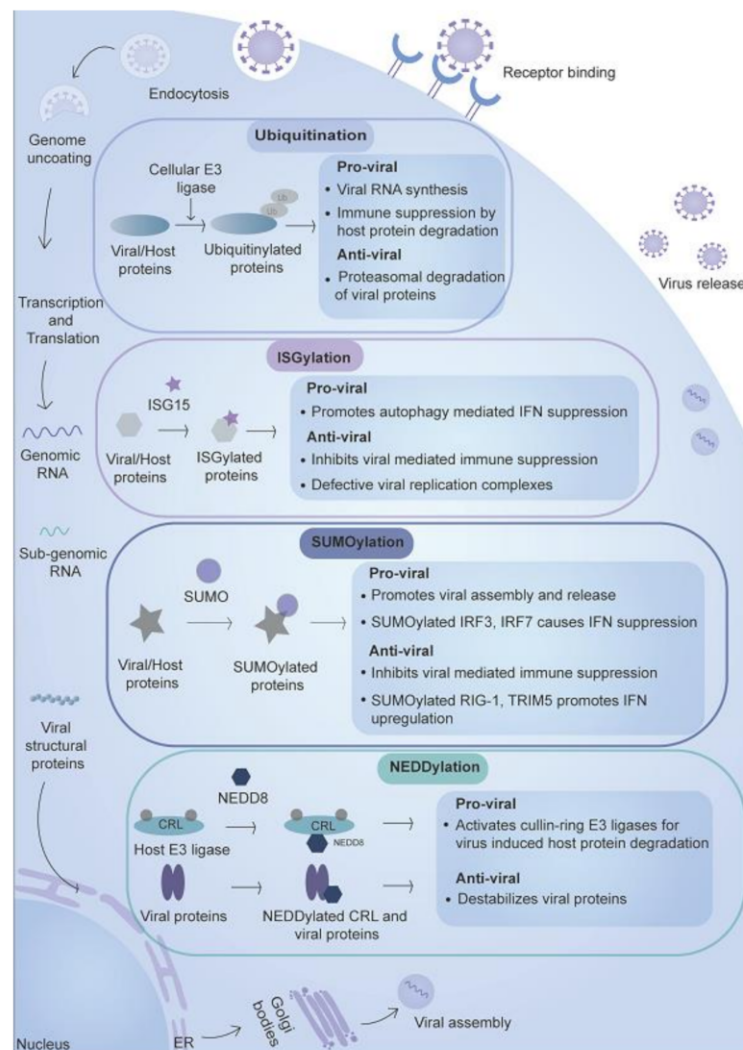 Endocytosis
Receptor binding
Genome
uncoating
Virus release
Transcription
and
Translation
Genomic
RNA
Sub-genomic
RNA
Viral
structural
proteins
Ubiquitination
Cellular E3
ligase
Ub
Ub
Viral/Host
proteins
Ubiquitinylated
proteins
Pro-viral
• Viral RNA synthesis
• Immune suppression by
host protein degradation
Anti-viral
• Proteasomal degradation
of viral proteins
ISGylation
ISG15
Viral/Host
proteins
ISGylated
proteins
Pro-viral
• Promotes autophagy mediated IFN suppression
Anti-viral
• Inhibits viral mediated immune suppression
• Defective viral replication complexes
SUMOylation
SUMO
Viral/Host
proteins
SUMOylated
proteins
Pro-viral
• Promotes viral assembly and release
• SUMOylated IRF3, IRF7 causes IFN suppression
Anti-viral
• Inhibits viral mediated immune suppression
• SUMOylated RIG-1, TRIM5 promotes IFN
upregulation
NEDDylation
NEDD8
CRL
CRL
NEDD8
Host E3 ligase
Viral proteins
NEDDylated CRL and
viral proteins
Pro-viral
• Activates cullin-ring E3 ligases for
virus induced host protein degradation
Anti-viral
• Destabilizes viral proteins
Nucleus
ER
Golgi
bodies
Viral assembly